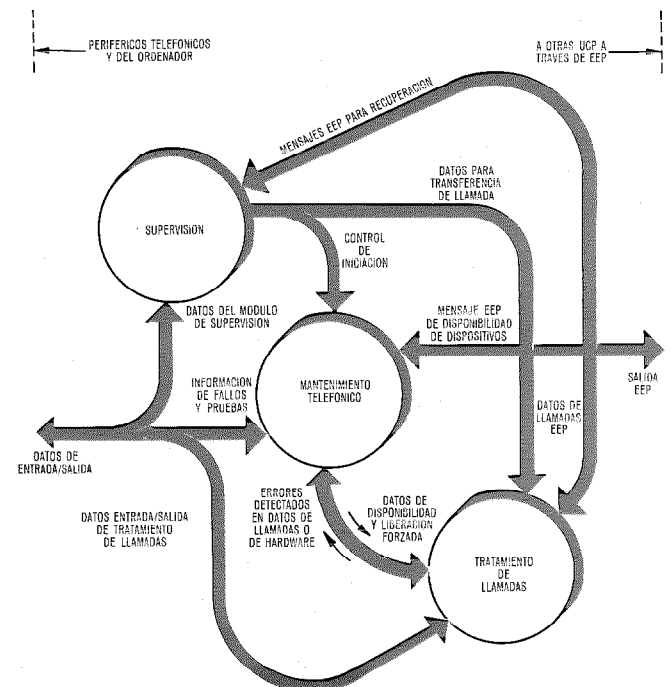 PERIFERICOS TELEFONICOS
Y DEL ORDENADOR
A OTRAS UCP A
TRAVES DE EEP
MENSAJES EEP PARA RECUPERACION
DATOS PARA
TRANSFERENCIA
DE LLAMADA
SUPERVISION
CONTROL
DE
INICIACION
DATOS DEL MODULO
DE SUPERVISION
MENSAJE EEP
DE DISPONIBILIDAD
DE DISPOSITIVOS
INFORMACION
DE FALLOS
Y PRUEBAS
MANTENIMIENTO
TELEFONICO
SALIDA
EEP
DATOS DE
LLAMADAS
EEP
DATOS DE
ENTRADA/SALIDA
DATOS ENTRADA/SALIDA
DE TRATAMIENTO
DE LLAMADAS
ERRORES
DETECTADOS
EN DATOS DE
LLAMADAS O
DE HARDWARE
DATOS DE
DISPONIBILIDAD
Y LIBERACION
FORZADA
TRATAMIENTO
DE
LLAMADAS